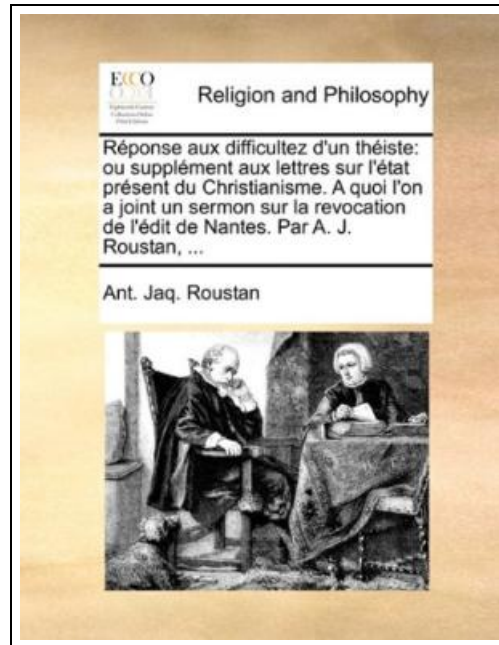 ECCO
Religion and Philosophy
Réponse aux difficultez d'un théiste:
ou supplément aux lettres sur l'état
présent du Christianisme. A quoi l'on
a joint un sermon sur la revocation
de l'édit de Nantes. Par A. J.
Roustan, ...
Ant. Jaq. Roustan